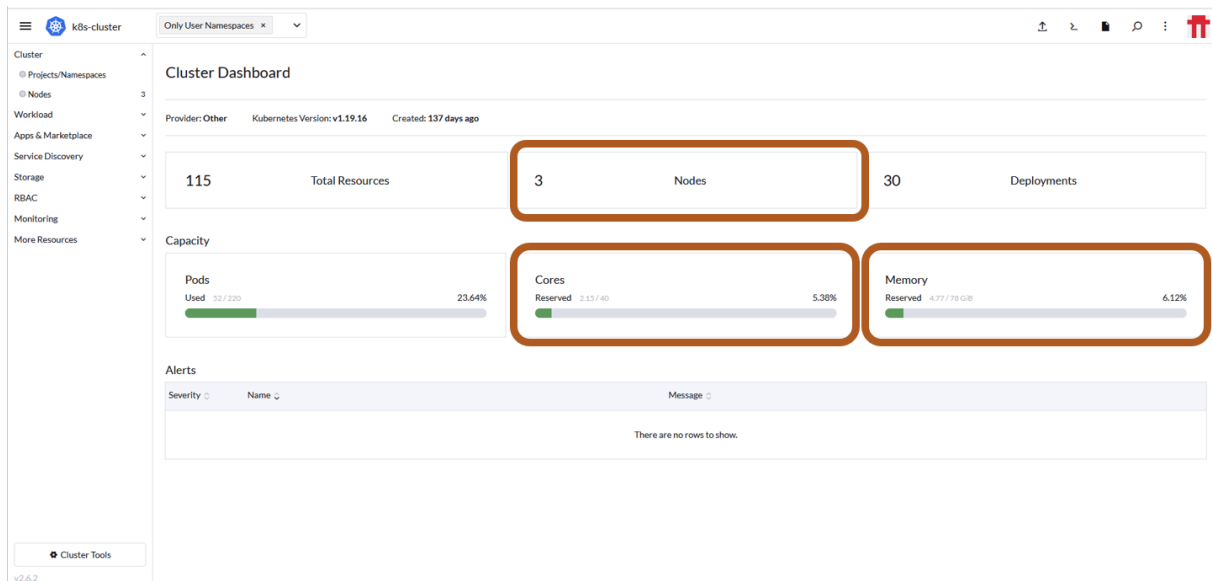 k8s-cluster
Only User Namespaces ×
Cluster
Projects/Namespaces
Nodes 3
Workload
Apps & Marketplace
Service Discovery
Storage
RBAC
Monitoring
More Resources
Cluster Tools
v2.6.2
Cluster Dashboard
Provider: Other Kubernetes Version: v1.19.16 Created: 137 days ago
115 Total Resources
3 Nodes
30 Deployments
Capacity
Pods
Used 52 / 220 23.64%
Cores
Reserved 2.15 / 40 5.38%
Memory
Reserved 4.77 / 78 GiB 6.12%
Alerts
Severity Name Message
There are no rows to show.